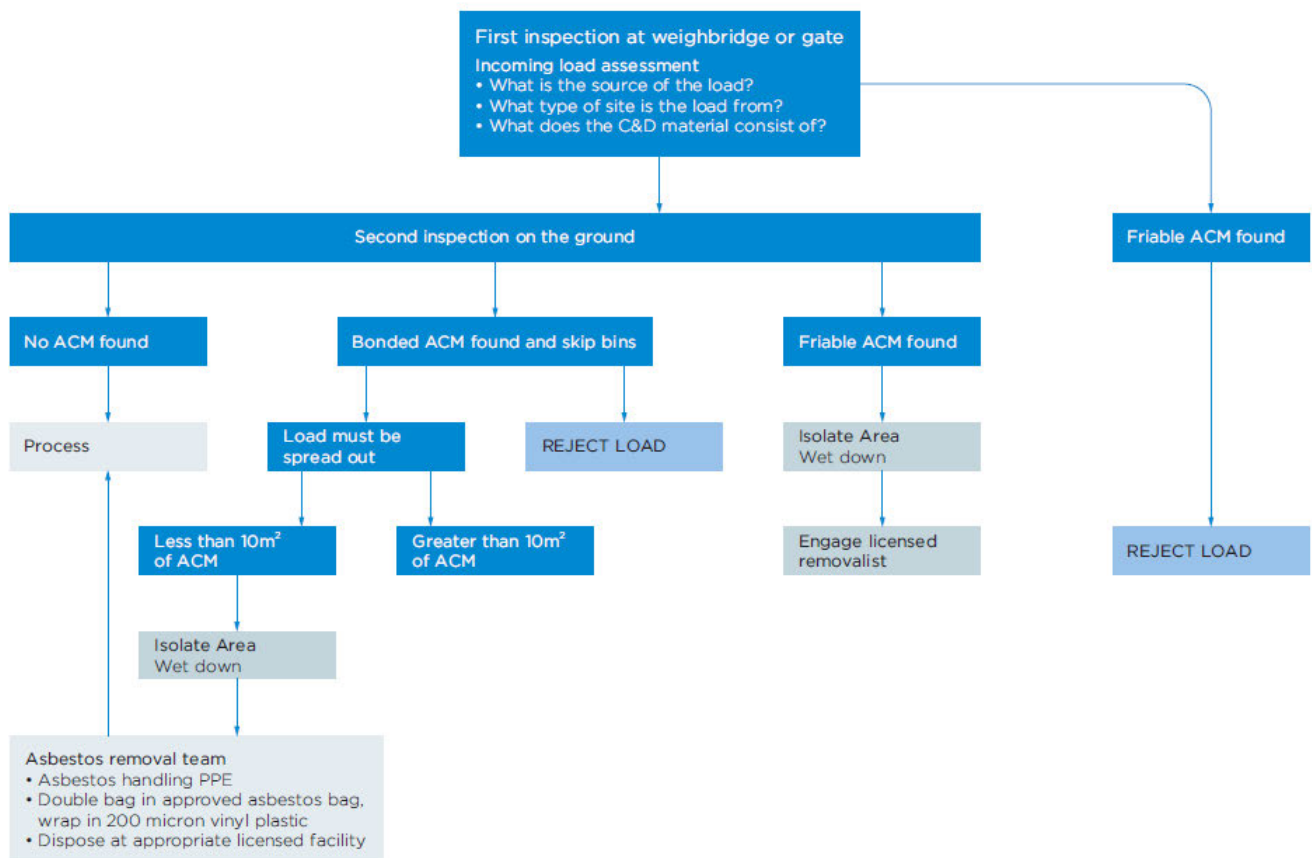 First inspection at weighbridge or gate
Incoming load assessment
• What is the source of the load?
• What type of site is the load from?
• What does the C&D material consist of?
Second inspection on the ground
Friable ACM found
No ACM found
Bonded ACM found and skip bins
Friable ACM found
Process
Load must be
spread out
REJECT LOAD
Isolate Area
Wet down
Less than 10m²
of ACM
Greater than 10m²
of ACM
Engage licensed
removalist
REJECT LOAD
Isolate Area
Wet down
Asbestos removal team
• Asbestos handling PPE
• Double bag in approved asbestos bag,
wrap in 200 micron vinyl plastic
• Dispose at appropriate licensed facility